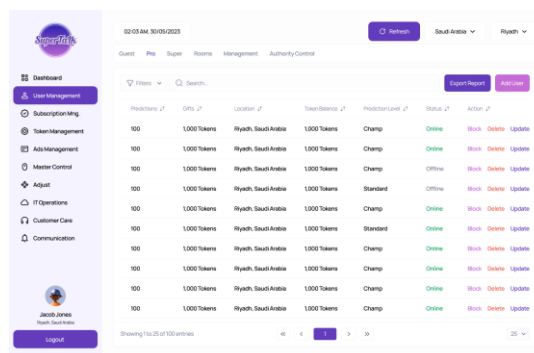 SuperTalk
02:03 AM, 30/05/2023
Refresh
Saudi Arabia
Riyadh
Guest Pro Super Rooms Management Authority Control
Filters
Search...
Export Report
Add User
Dashboard
User Management
Subscription Mng.
Token Management
Ads Management
Master Control
Adjust
IT Operations
Customer Care
Communication
Jacob Jones
Riyadh, Saudi Arabia
Logout
Predictions Gifts Location Token Balance Prediction Level Status Action
100 1,000 Tokens Riyadh, Saudi Arabia 1,000 Tokens Champ Online Block Delete Update
100 1,000 Tokens Riyadh, Saudi Arabia 1,000 Tokens Champ Online Block Delete Update
100 1,000 Tokens Riyadh, Saudi Arabia 1,000 Tokens Champ Offline Block Delete Update
100 1,000 Tokens Riyadh, Saudi Arabia 1,000 Tokens Standard Offline Block Delete Update
100 1,000 Tokens Riyadh, Saudi Arabia 1,000 Tokens Champ Online Block Delete Update
100 1,000 Tokens Riyadh, Saudi Arabia 1,000 Tokens Standard Online Block Delete Update
100 1,000 Tokens Riyadh, Saudi Arabia 1,000 Tokens Champ Online Block Delete Update
100 1,000 Tokens Riyadh, Saudi Arabia 1,000 Tokens Champ Online Block Delete Update
100 1,000 Tokens Riyadh, Saudi Arabia 1,000 Tokens Champ Online Block Delete Update
100 1,000 Tokens Riyadh, Saudi Arabia 1,000 Tokens Champ Online Block Delete Update
Showing 1 to 25 of 100 entries
1
25